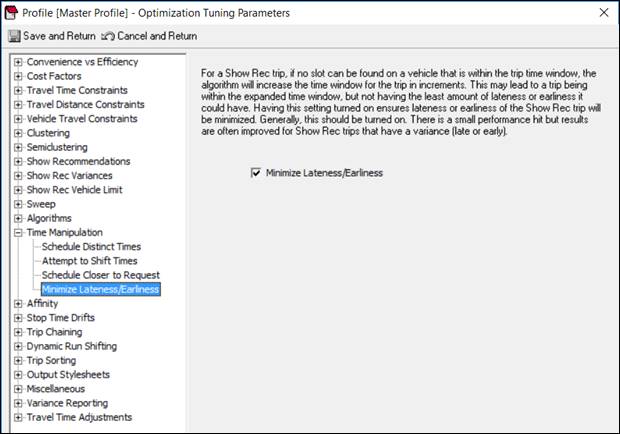 Profile [Master Profile] - Optimization Tuning Parameters
Save and Return Cancel and Return
Convenience vs Efficiency
Cost Factors
Travel Time Constraints
Travel Distance Constraints
Vehicle Travel Constraints
Clustering
Semiclustering
Show Recommendations
Show Rec Variances
Show Rec Vehicle Limit
Sweep
Algorithms
Time Manipulation
Schedule Distinct Times
Attempt to Shift Times
Schedule Closer to Request
Minimize Lateness/Earliness
Affinity
Stop Time Drifts
Trip Chaining
Dynamic Run Shifting
Trip Sorting
Output Stylesheets
Miscellaneous
Variance Reporting
Travel Time Adjustments
For a Show Rec trip, if no slot can be found on a vehicle that is within the trip time window, the
algorithm will increase the time window for the trip in increments. This may lead to a trip being
within the expanded time window, but not having the least amount of lateness or earliness it
could have. Having this setting turned on ensures lateness or earliness of the Show Rec trip will
be minimized. Generally, this should be turned on. There is a small performance hit but results
are often improved for Show Rec trips that have a variance (late or early).
Minimize Lateness/Earliness